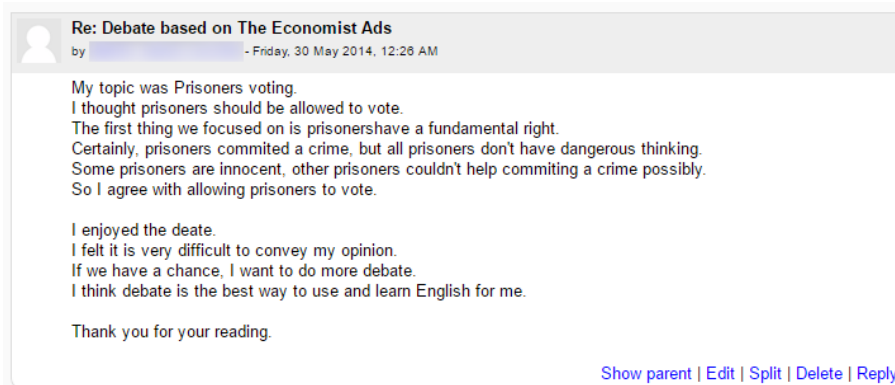 Re: Debate based on The Economist Ads
by - Friday, 30 May 2014, 12:26 AM
My topic was Prisoners voting.
I thought prisoners should be allowed to vote.
The first thing we focused on is prisonershave a fundamental right.
Certainly, prisoners commited a crime, but all prisoners don't have dangerous thinking.
Some prisoners are innocent, other prisoners couldn't help commiting a crime possibly.
So I agree with allowing prisoners to vote.
I enjoyed the deate.
I felt it is very difficult to convey my opinion.
If we have a chance, I want to do more debate.
I think debate is the best way to use and learn English for me.
Thank you for your reading.
Show parent | Edit | Split | Delete | Reply